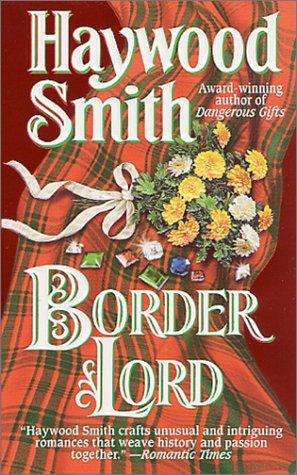 Haywood
Smith
Award-winning
author of
Dangerous Gifts
BORDER
LORD
"Haywood Smith crafts unusual and intriguing
romances that weave history and passion
together." —Romantic Times